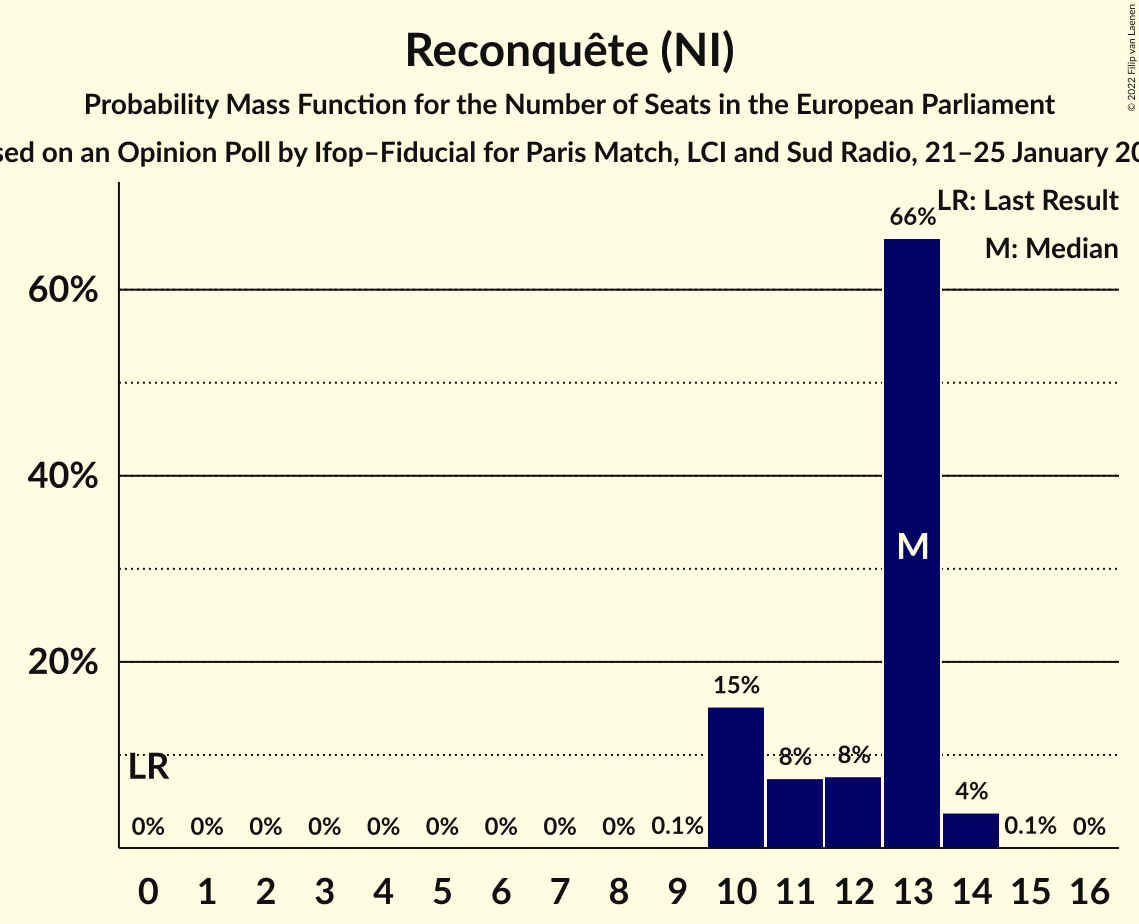 Reconquête (NI)
Probability Mass Function for the Number of Seats in the European Parliament
sed on an Opinion Poll by Ifop–Fiducial for Paris Match, LCI and Sud Radio, 21–25 January 20
© 2022 Filip van Laenen
LR: Last Result
M: Median
66%
60%
40%
M
20%
15%
8% 8%
LR
4%
0% 0% 0% 0% 0% 0% 0% 0% 0% 0.1% 0.1% 0%
0 1 2 3 4 5 6 7 8 9 10 11 12 13 14 15 16